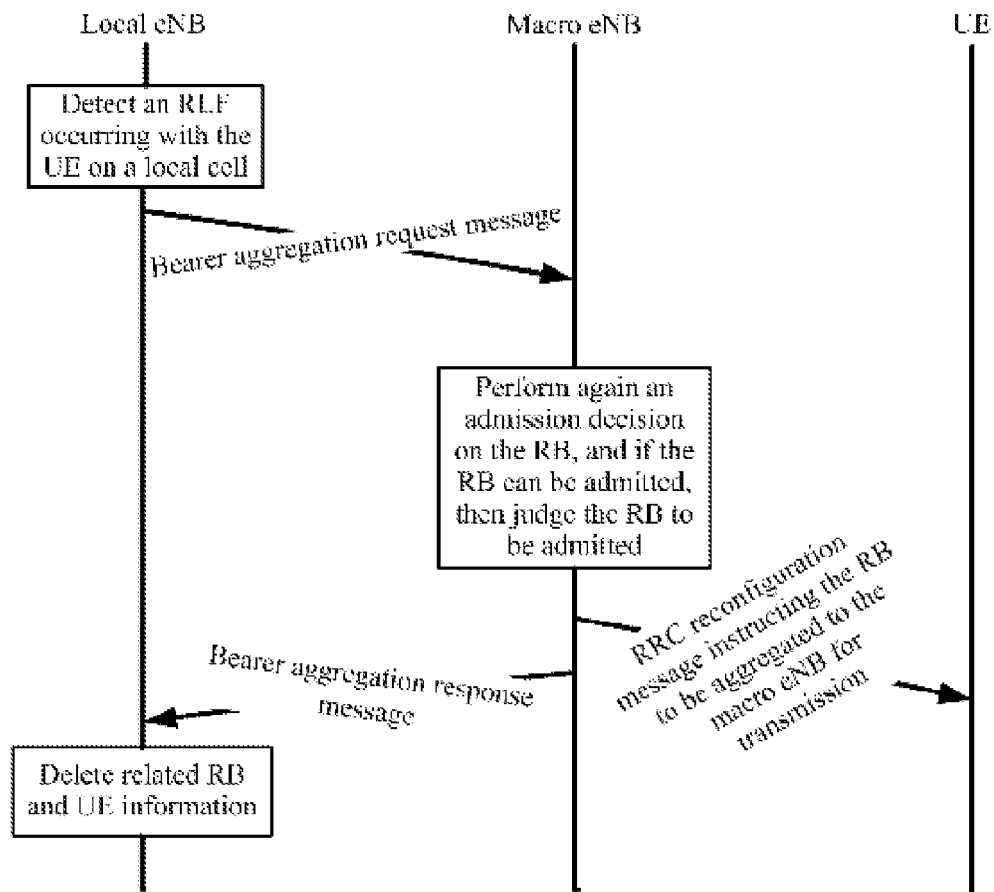 Local eNB
Macro eNB
UE
Detect an RLF
occurring with the
UE on a local cell
Bearer aggregation request message
Perform again an
admission decision
on the RB, and if the
RB can be admitted,
then judge the RB to
be admitted
RRC reconfiguration
message instructing the RB
to be aggregated to the
macro eNB for
transmission
Bearer aggregation response
message
Delete related RB
and UE information